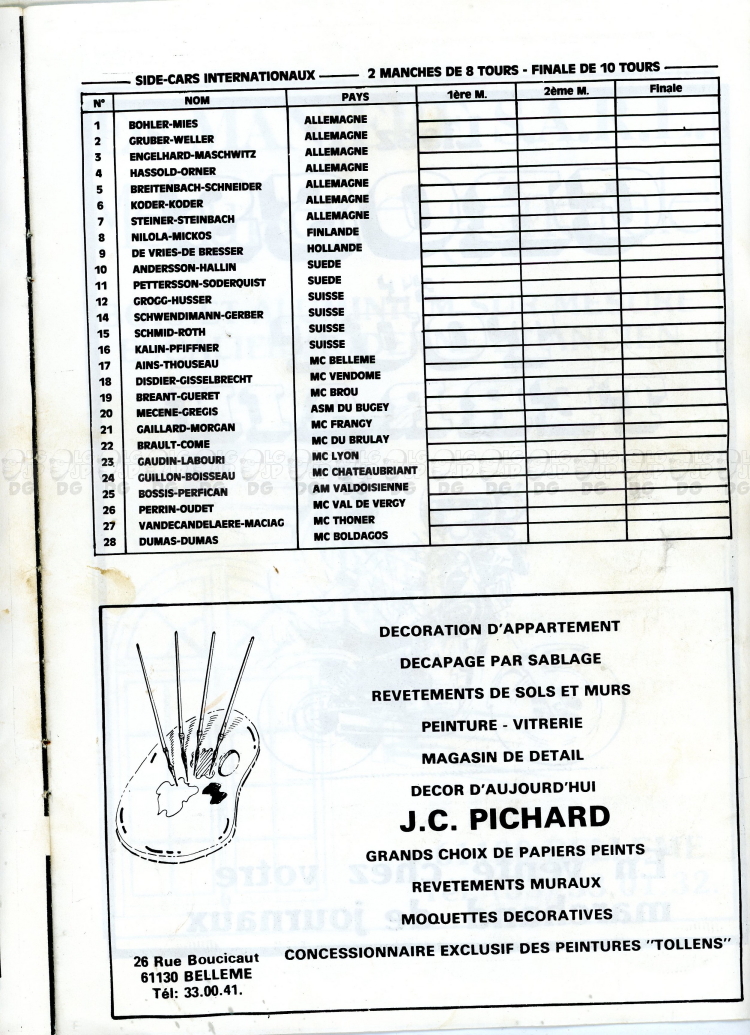 SIDE-CARS INTERNATIONAUX — 2 MANCHES DE 8 TOURS - FINALE DE 10 TOURS
N° NOM PAYS 1ère M. 2ème M. Finale
1 BOHLER-MIES ALLEMAGNE
2 GRUBER-WELLER ALLEMAGNE
3 ENGELHARD-MASCHWITZ ALLEMAGNE
4 HASSOLD-ORNER ALLEMAGNE
5 BREITENBACH-SCHNEIDER ALLEMAGNE
6 KODER-KODER ALLEMAGNE
7 STEINER-STEINBACH ALLEMAGNE
8 NILOLA-MICKOS FINLANDE
9 DE VRIES-DE BRESSER HOLLANDE
10 ANDERSSON-HALLIN SUEDE
11 PETTERSSON-SODERQUIST SUEDE
12 GROGG-HUSSER SUISSE
14 SCHWENDIMANN-GERBER SUISSE
15 SCHMID-ROTH SUISSE
16 KALIN-PFIFFNER SUISSE
17 AINS-THOUSEAU MC BELLEME
18 DISDIER-GISSELBRECHT MC VENDOME
19 BREANT-GUERET MC BROU
20 MECENE-GREGIS ASM DU BUGEY
21 GAILLARD-MORGAN MC FRANGY
22 BRAULT-COME MC DU BRULAY
23 GAUDIN-LABOURI MC LYON
24 GUILLON-BOISSEAU MC CHATEAUBRIANT
25 BOSSIS-PERFICAN AM VALDOISIENNE
26 PERRIN-OUDET MC VAL DE VERGY
27 VANDECANDELAERE-MACIAG MC THONER
28 DUMAS-DUMAS MC BOLDAGOS
DECORATION D'APPARTEMENT
DECAPAGE PAR SABLAGE
REVETEMENTS DE SOLS ET MURS
PEINTURE - VITRERIE
MAGASIN DE DETAIL
DECOR D'AUJOURD'HUI
J.C. PICHARD
GRANDS CHOIX DE PAPIERS PEINTS
REVETEMENTS MURAUX
MOQUETTES DECORATIVES
CONCESSIONNAIRE EXCLUSIF DES PEINTURES "TOLLENS"
26 Rue Boucicaut
61130 BELLEME
Tél: 33.00.41.